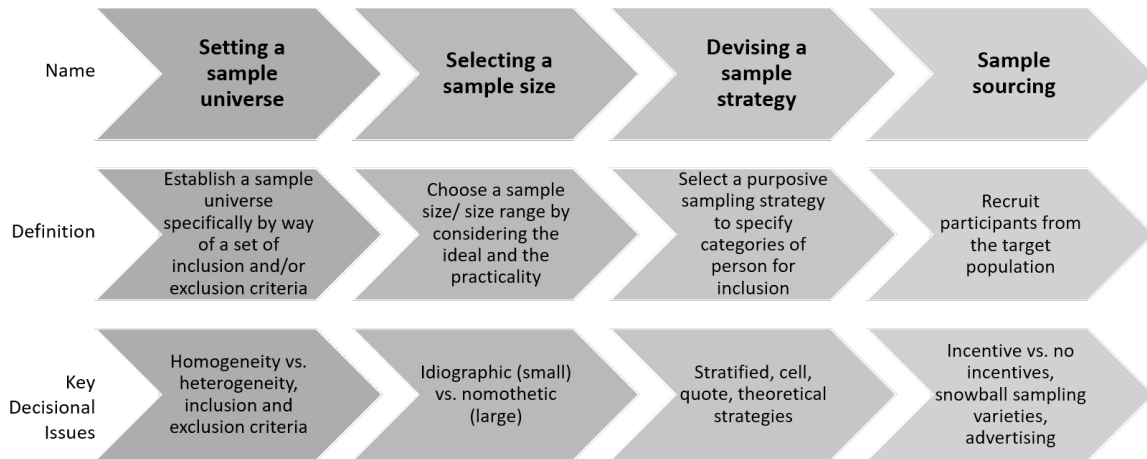 Name
Setting a
sample
universe
Selecting a
sample size
Devising a
sample
strategy
Sample
sourcing
Definition
Establish a sample
universe
specifically by way
of a set of
inclusion and/or
exclusion criteria
Choose a sample
size/ size range by
considering the
ideal and the
practicality
Select a purposive
sampling strategy
to specify
categories of
person for
inclusion
Recruit
participants from
the target
population
Key
Decisional
Issues
Homogeneity vs.
heterogeneity,
inclusion and
exclusion criteria
Idiographic (small)
vs. nomothetic
(large)
Stratified, cell,
quote, theoretical
strategies
Incentive vs. no
incentives,
snowball sampling
varieties,
advertising